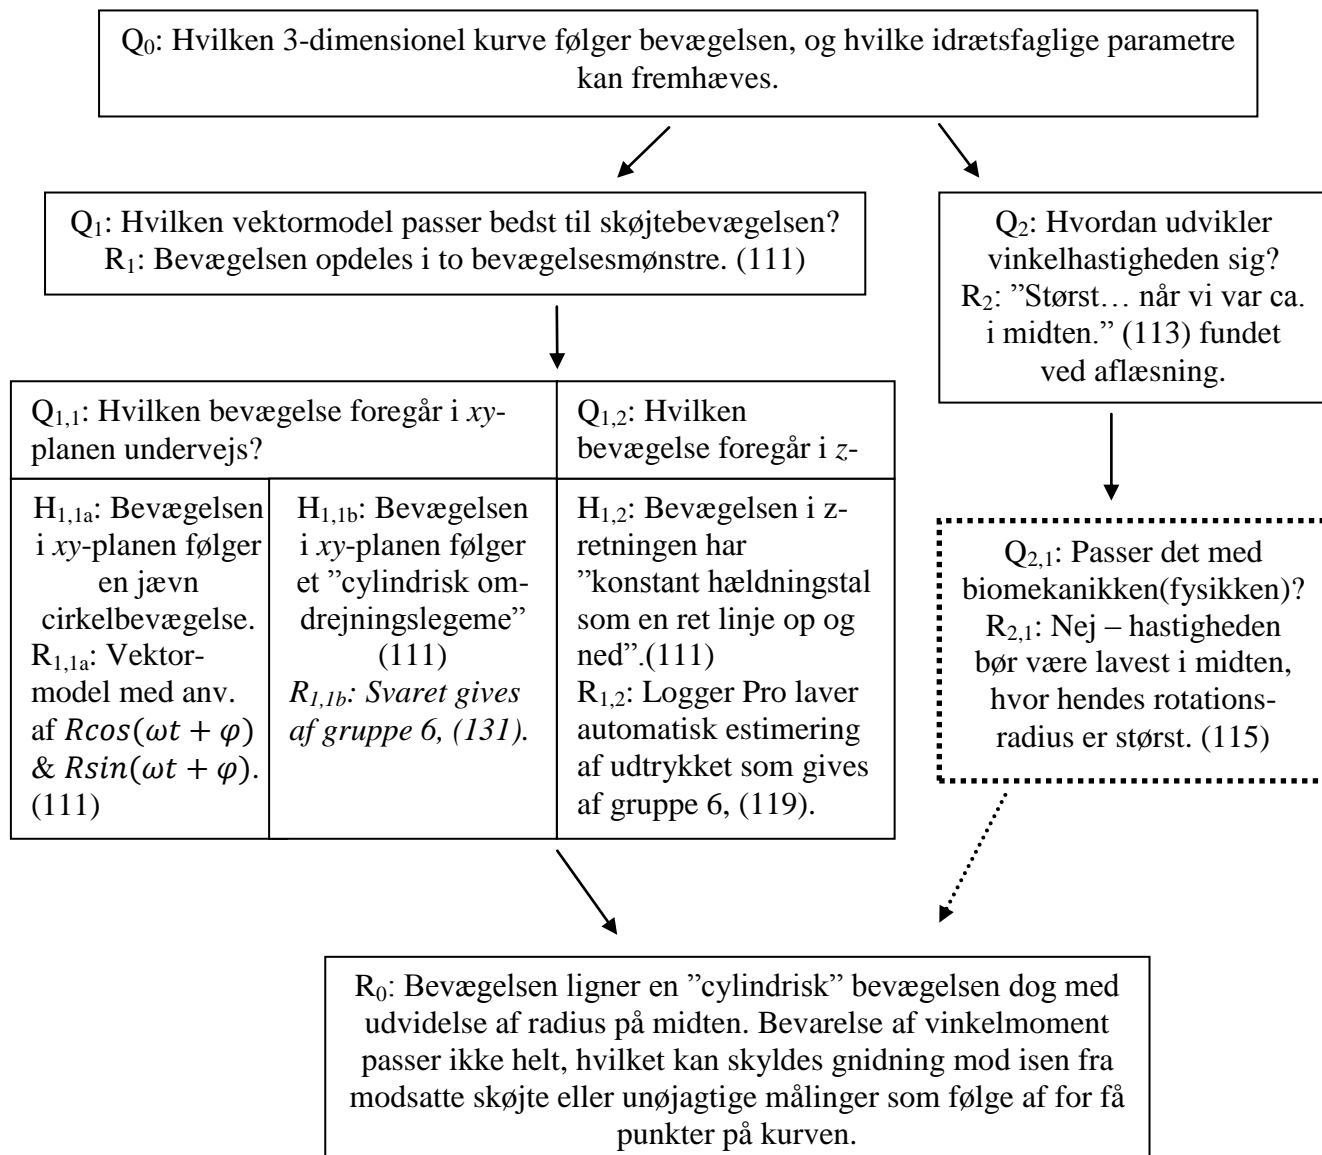 Q0: Hvilken 3-dimensionel kurve følger bevægelsen, og hvilke idrætsfaglige parametre
kan fremhæves.
Q1: Hvilken vektormodel passer bedst til skøjtebevægelsen?
R1: Bevægelsen opdeles i to bevægelsesmønstre. (111)
Q2: Hvordan udvikler
vinkelhastigheden sig?
R2: ”Størst… når vi var ca.
i midten.” (113) fundet
ved aflæsning.
Q1,1: Hvilken bevægelse foregår i xy-
planen undervejs?
Q1,2: Hvilken
bevægelse foregår i z-
H1,1a: Bevægelsen
i xy-planen følger
en jævn
cirkelbevægelse.
R1,1a: Vektor-
model med anv.
af Rcos(ωt + φ)
& Rsin(ωt + φ).
(111)
H1,1b: Bevægelsen
i xy-planen følger
et ”cylindrisk om-
drejningslegeme”
(111)
R1,1b: Svaret gives
af gruppe 6, (131).
H1,2: Bevægelsen i z-
retningen har
”konstant hældningstal
som en ret linje op og
ned”.(111)
R1,2: Logger Pro laver
automatisk estimering
af udtrykket som gives
af gruppe 6, (119).
Q2,1: Passer det med
biomekanikken(fysikken)?
R2,1: Nej – hastigheden
bør være lavest i midten,
hvor hendes rotations-
radius er størst. (115)
R0: Bevægelsen ligner en ”cylindrisk” bevægelsen dog med
udvidelse af radius på midten. Bevarelse af vinkelmoment
passer ikke helt, hvilket kan skyldes gnidning mod isen fra
modsatte skøjte eller unøjagtige målinger som følge af for få
punkter på kurven.